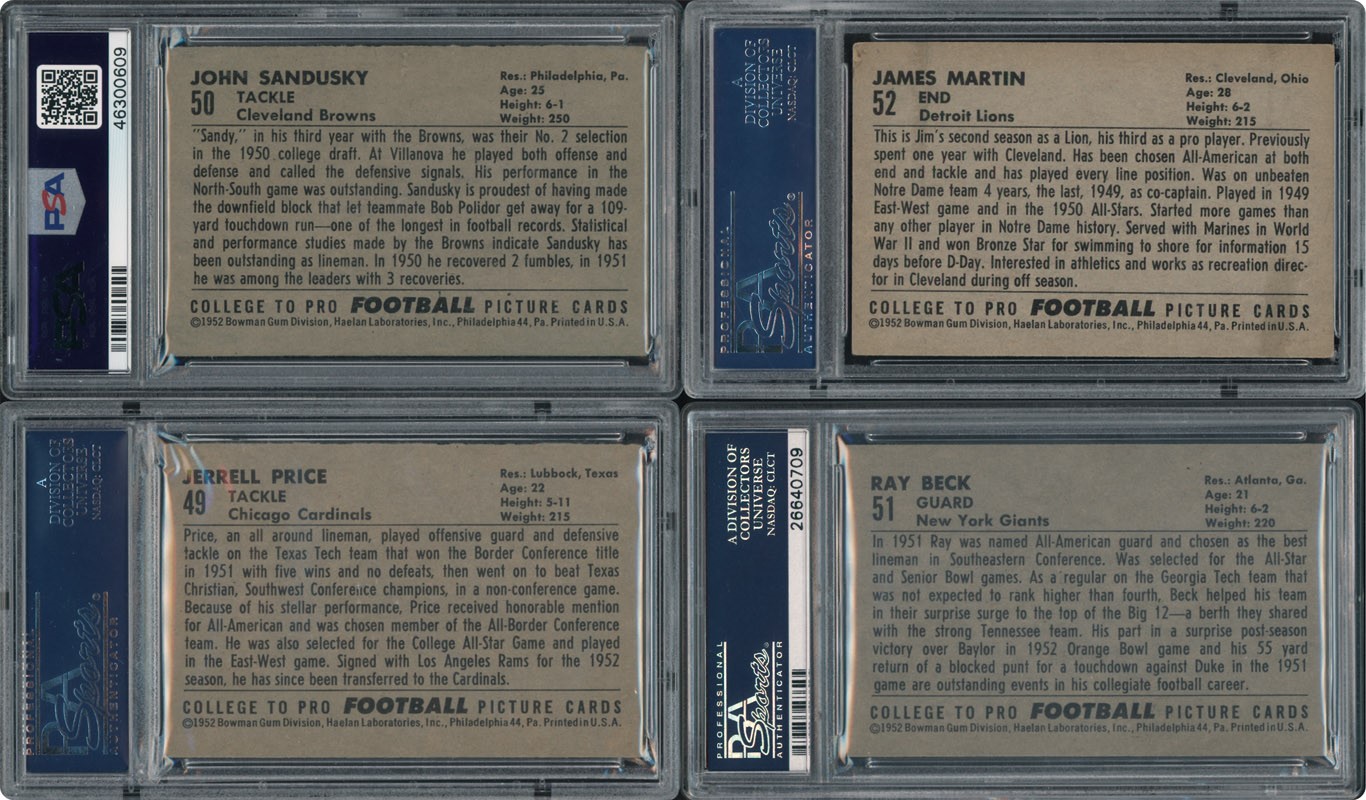 46300609
PSA
PSA
JOHN SANDUSKY
50
TACKLE
Cleveland Browns
Res.: Philadelphia, Pa.
Age: 25
Height: 6-1
Weight: 250
"Sandy," in his third year with the Browns, was their No. 2 selection
in the 1950 college draft. At Villanova he played both offense and
defense and called the defensive signals. His performance in the
North-South game was outstanding. Sandusky is proudest of having made
the downfield block that let teammate Bob Polidor get away for a 109-
yard touchdown run—one of the longest in football records. Statistical
and performance studies made by the Browns indicate Sandusky has
been outstanding as lineman. In 1950 he recovered 2 fumbles, in 1951
he was among the leaders with 3 recoveries.
COLLEGE TO PRO FOOTBALL PICTURE CARDS
©1952 Bowman Gum Division, Haelan Laboratories, Inc., Philadelphia 44, Pa. Printed in U.S.A.
A
DIVISION OF
COLLECTORS
UNIVERSE
NASDAQ: CLCT
PROFESSIONAL
PSA
Sports
AUTHENTICATOR
JAMES MARTIN
52
END
Detroit Lions
Res.: Cleveland, Ohio
Age: 28
Height: 6-2
Weight: 215
This is Jim's second season as a Lion, his third as a pro player. Previously
spent one year with Cleveland. Has been chosen All-American at both
end and tackle and has played every line position. Was on unbeaten
Notre Dame team 4 years, the last, 1949, as co-captain. Played in 1949
East-West game and in the 1950 All-Stars. Started more games than
any other player in Notre Dame history. Served with Marines in World
War II and won Bronze Star for swimming to shore for information 15
days before D-Day. Interested in athletics and works as recreation direc-
tor in Cleveland during off season.
COLLEGE TO PRO FOOTBALL PICTURE CARDS
©1952 Bowman Gum Division, Haelan Laboratories, Inc., Philadelphia 44, Pa. Printed in U.S.A.
A
DIVISION OF
COLLECTORS
UNIVERSE
NASDAQ: CLCT
PROFESSIONAL
PSA
Sports
AUTHENTICATOR
JERRELL PRICE
49
TACKLE
Chicago Cardinals
Res.: Lubbock, Texas
Age: 22
Height: 5-11
Weight: 215
Price, an all around lineman, played offensive guard and defensive
tackle on the Texas Tech team that won the Border Conference title
in 1951 with five wins and no defeats, then went on to beat Texas
Christian, Southwest Conference champions, in a non-conference game.
Because of his stellar performance, Price received honorable mention
for All-American and was chosen member of the All-Border Conference
team. He was also selected for the College All-Star Game and played
in the East-West game. Signed with Los Angeles Rams for the 1952
season, he has since been transferred to the Cardinals.
COLLEGE TO PRO FOOTBALL PICTURE CARDS
©1952 Bowman Gum Division, Haelan Laboratories, Inc., Philadelphia 44, Pa. Printed in U.S.A.
A DIVISION OF
COLLECTORS
UNIVERSE
NASDAQ: CLCT
26640709
PROFESSIONAL
PSA
Sports
AUTHENTICATOR
RAY BECK
51
GUARD
New York Giants
Res.: Atlanta, Ga.
Age: 21
Height: 6-2
Weight: 220
In 1951 Ray was named All-American guard and chosen as the best
lineman in Southeastern Conference. Was selected for the All-Star
and Senior Bowl games. As a regular on the Georgia Tech team that
was not expected to rank higher than fourth, Beck helped his team
in their surprise surge to the top of the Big 12—a berth they shared
with the strong Tennessee team. His part in a surprise post-season
victory over Baylor in 1952 Orange Bowl game and his 55 yard
return of a blocked punt for a touchdown against Duke in the 1951
game are outstanding events in his collegiate football career.
COLLEGE TO PRO FOOTBALL PICTURE CARDS
©1952 Bowman Gum Division, Haelan Laboratories, Inc., Philadelphia 44, Pa. Printed in U.S.A.